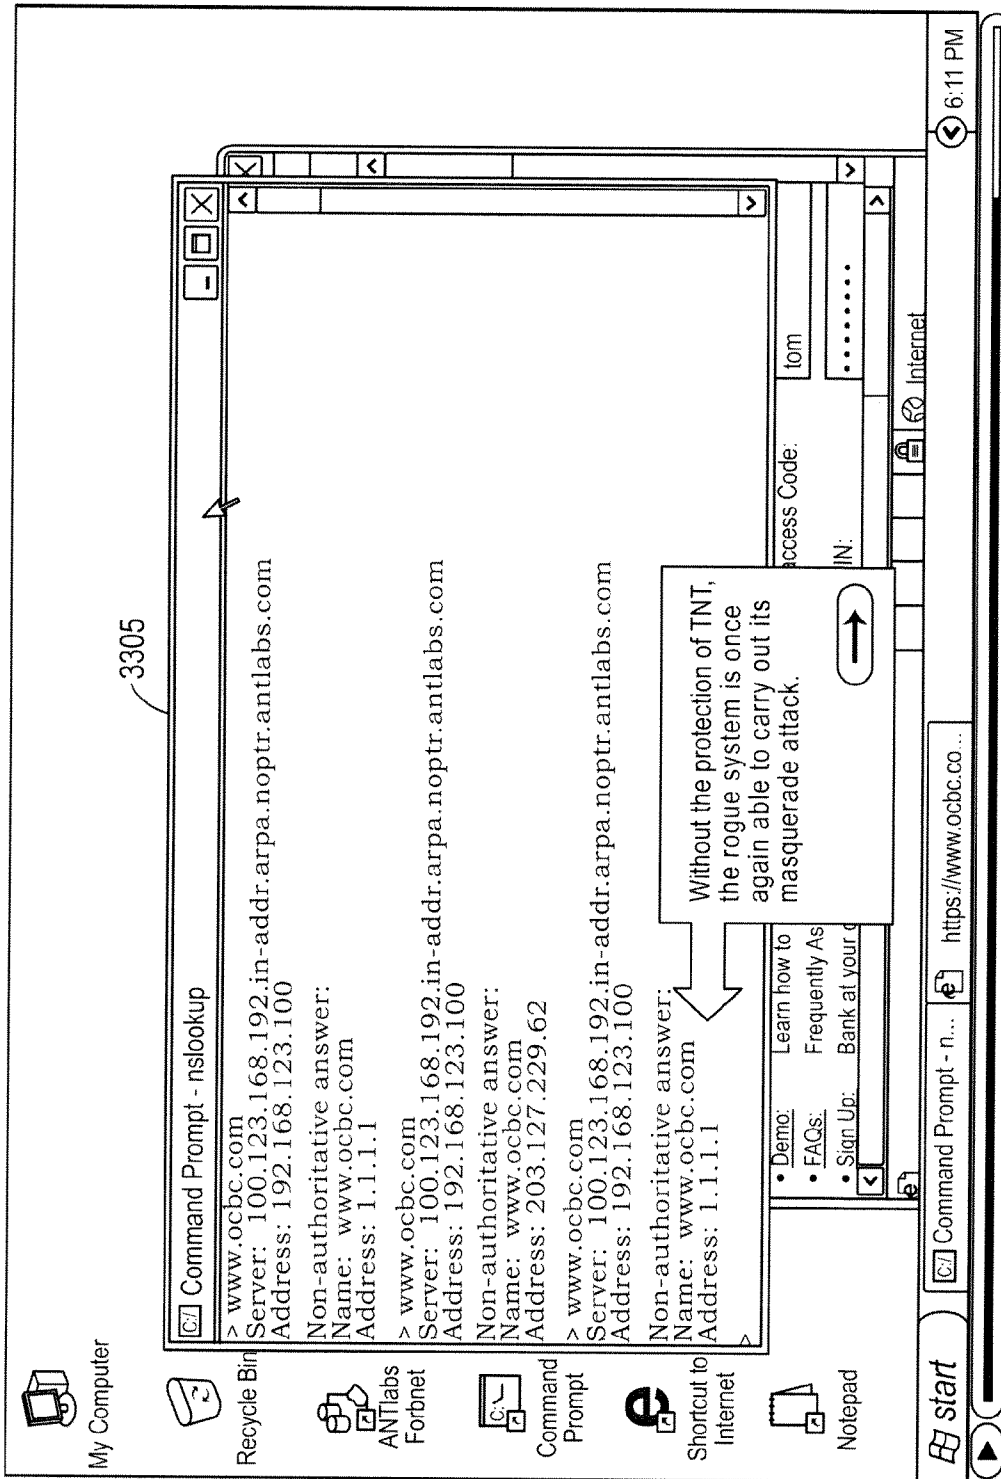 3305
My Computer
Recycle Bin
ANTlabs
Forbnet
C:\
Command
Prompt
Shortcut to
Internet
Notepad
C:/ Command Prompt - nslookup
> www.ocbc.com
Server: 100.123.168.192.in-addr.arpa.noptr.antlabs.com
Address: 192.168.123.100
Non-authoritative answer:
Name: www.ocbc.com
Address: 1.1.1.1
> www.ocbc.com
Server: 100.123.168.192.in-addr.arpa.noptr.antlabs.com
Address: 192.168.123.100
Non-authoritative answer:
Name: www.ocbc.com
Address: 203.127.229.62
> www.ocbc.com
Server: 100.123.168.192.in-addr.arpa.noptr.antlabs.com
Address: 192.168.123.100
Non-authoritative answer:
Name: www.ocbc.com
Address: 1.1.1.1
>
Without the protection of TNT,
the rogue system is once
again able to carry out its
masquerade attack.
• Demo: Learn how to
• FAQs: Frequently As
• Sign Up: Bank at your c
access Code: tom
IN: ········
Internet
start
C:/ Command Prompt - n...
https://www.ocbc.co...
6:11 PM